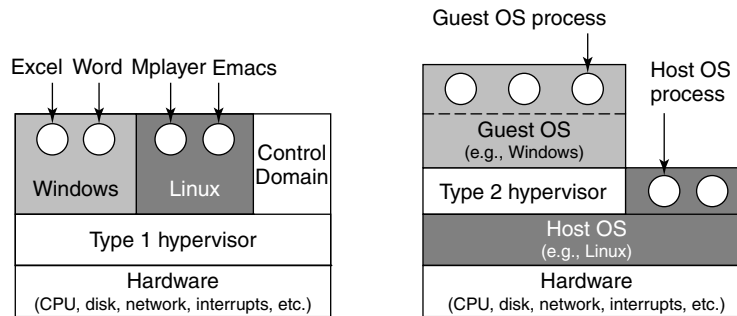 Excel Word Mplayer Emacs
Windows
Linux
Control
Domain
Type 1 hypervisor
Hardware
(CPU, disk, network, interrupts, etc.)
Guest OS process
Host OS
process
Guest OS
(e.g., Windows)
Type 2 hypervisor
Host OS
(e.g., Linux)
Hardware
(CPU, disk, network, interrupts, etc.)